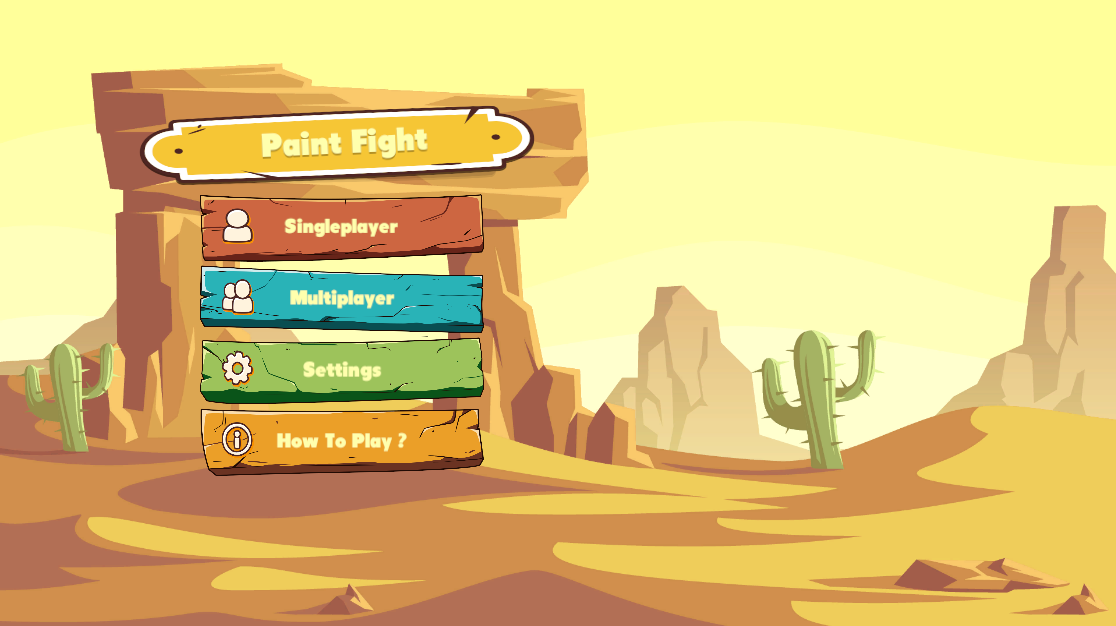 Paint Fight
Singleplayer
Multiplayer
Settings
How To Play ?